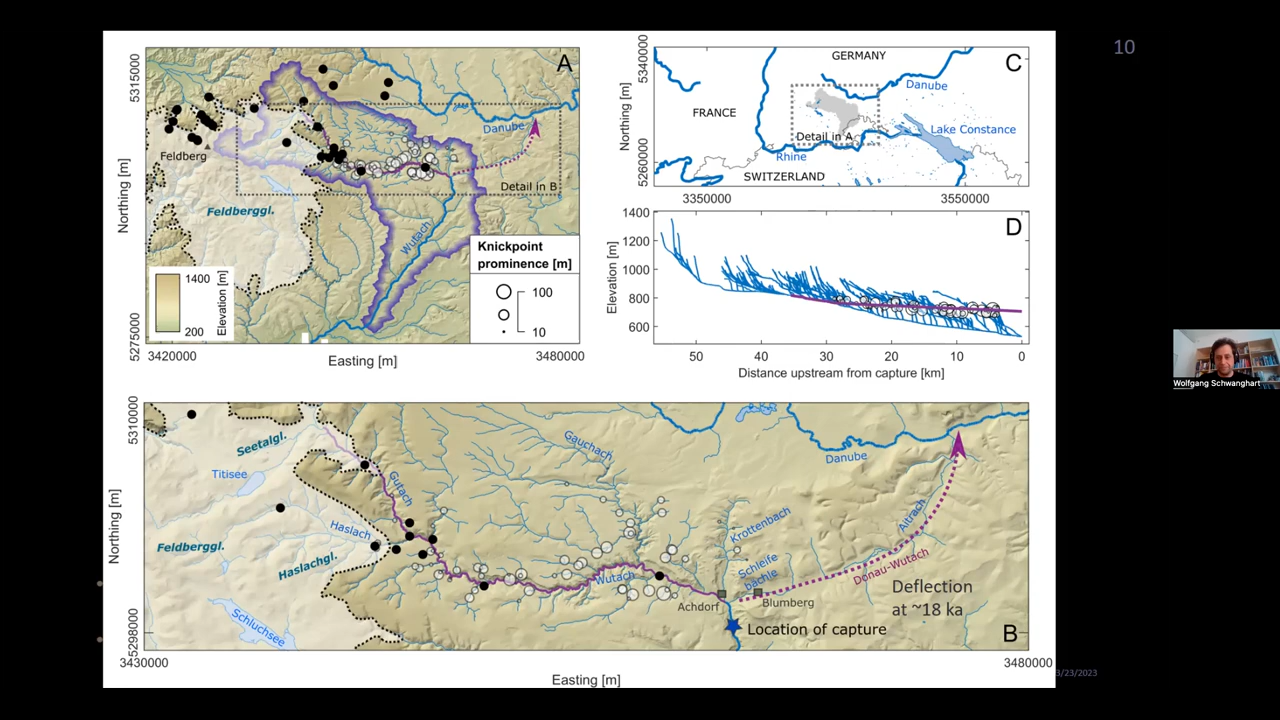 10
A
5315000
Northing [m]
5275000
Danube
Feldberg
Detail in B
Feldberggl.
Wutach
Knickpoint
prominence [m]
100
10
1400
Elevation [m]
200
3420000
3480000
Easting [m]
C
5340000
Northing [m]
5260000
GERMANY
Danube
FRANCE
Lake Constance
Detail in A
Rhine
SWITZERLAND
3350000
3550000
D
1400
1200
1000
800
600
Elevation [m]
50
40
30
20
10
0
Distance upstream from capture [km]
Wolfgang Schwanghart
5310000
Northing [m]
5298000
Seetalgl.
Gauchach
Danube
Titisee
Gutach
Haslach
Krottenbach
Aitrach
Feldberggl.
Haslachgl.
Schleife
bächle
Wutach
Donau-Wutach
Deflection
at ~18 ka
Achdorf
Blumberg
Schluchsee
Location of capture
B
3430000
3480000
Easting [m]
3/23/2023